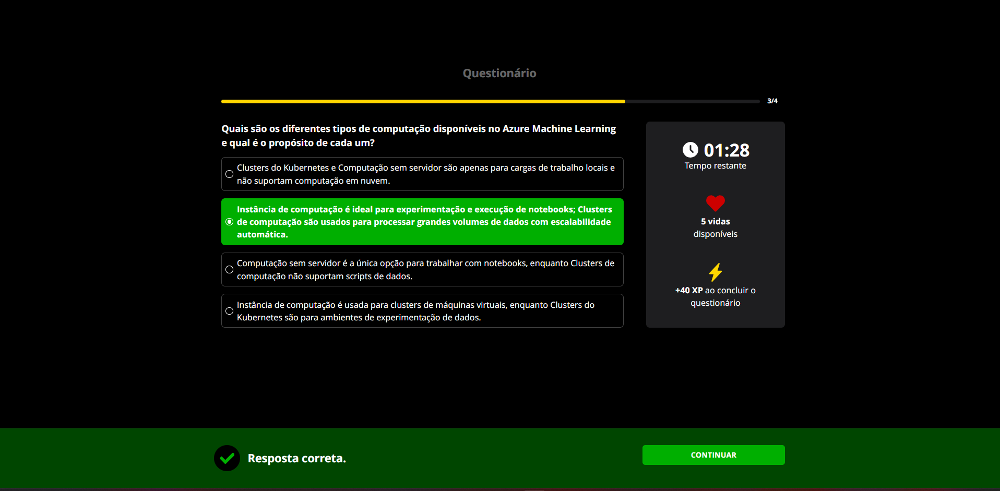 Questionário
3/4
Quais são os diferentes tipos de computação disponíveis no Azure Machine Learning
e qual é o propósito de cada um?
Clusters do Kubernetes e Computação sem servidor são apenas para cargas de trabalho locais e
não suportam computação em nuvem.
Instância de computação é ideal para experimentação e execução de notebooks; Clusters
de computação são usados para processar grandes volumes de dados com escalabilidade
automática.
Computação sem servidor é a única opção para trabalhar com notebooks, enquanto Clusters de
computação não suportam scripts de dados.
Instância de computação é usada para clusters de máquinas virtuais, enquanto Clusters do
Kubernetes são para ambientes de experimentação de dados.
01:28
Tempo restante
5 vidas
disponíveis
+40 XP ao concluir o
questionário
Resposta correta.
CONTINUAR